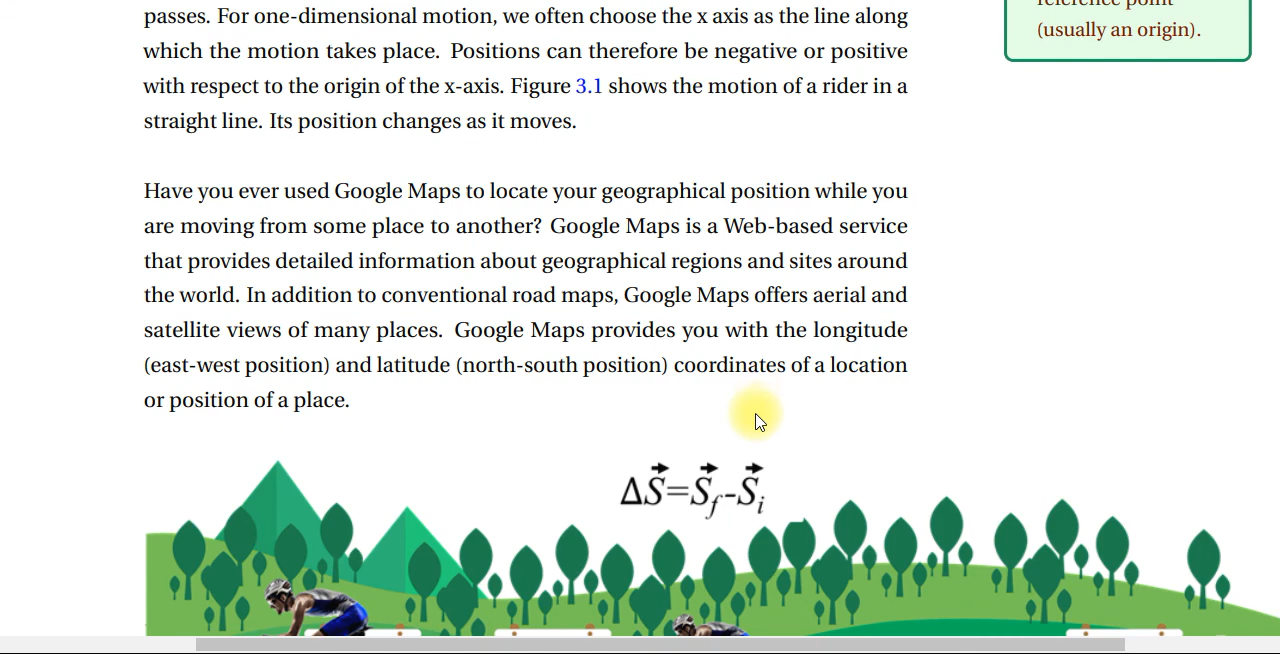 passes. For one-dimensional motion, we often choose the x axis as the line along
which the motion takes place. Positions can therefore be negative or positive
with respect to the origin of the x-axis. Figure 3.1 shows the motion of a rider in a
straight line. Its position changes as it moves.
Have you ever used Google Maps to locate your geographical position while you
are moving from some place to another? Google Maps is a Web-based service
that provides detailed information about geographical regions and sites around
the world. In addition to conventional road maps, Google Maps offers aerial and
satellite views of many places. Google Maps provides you with the longitude
(east-west position) and latitude (north-south position) coordinates of a location
or position of a place.
ΔS⃗=S⃗f-S⃗i
reference point
(usually an origin).